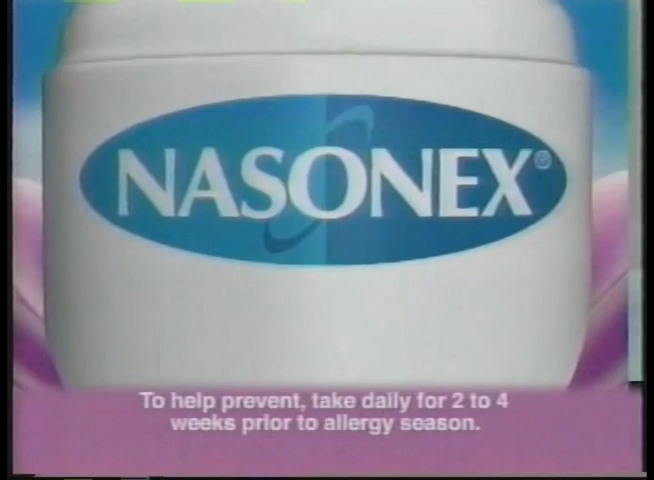 NASONEX®
To help prevent, take daily for 2 to 4
weeks prior to allergy season.